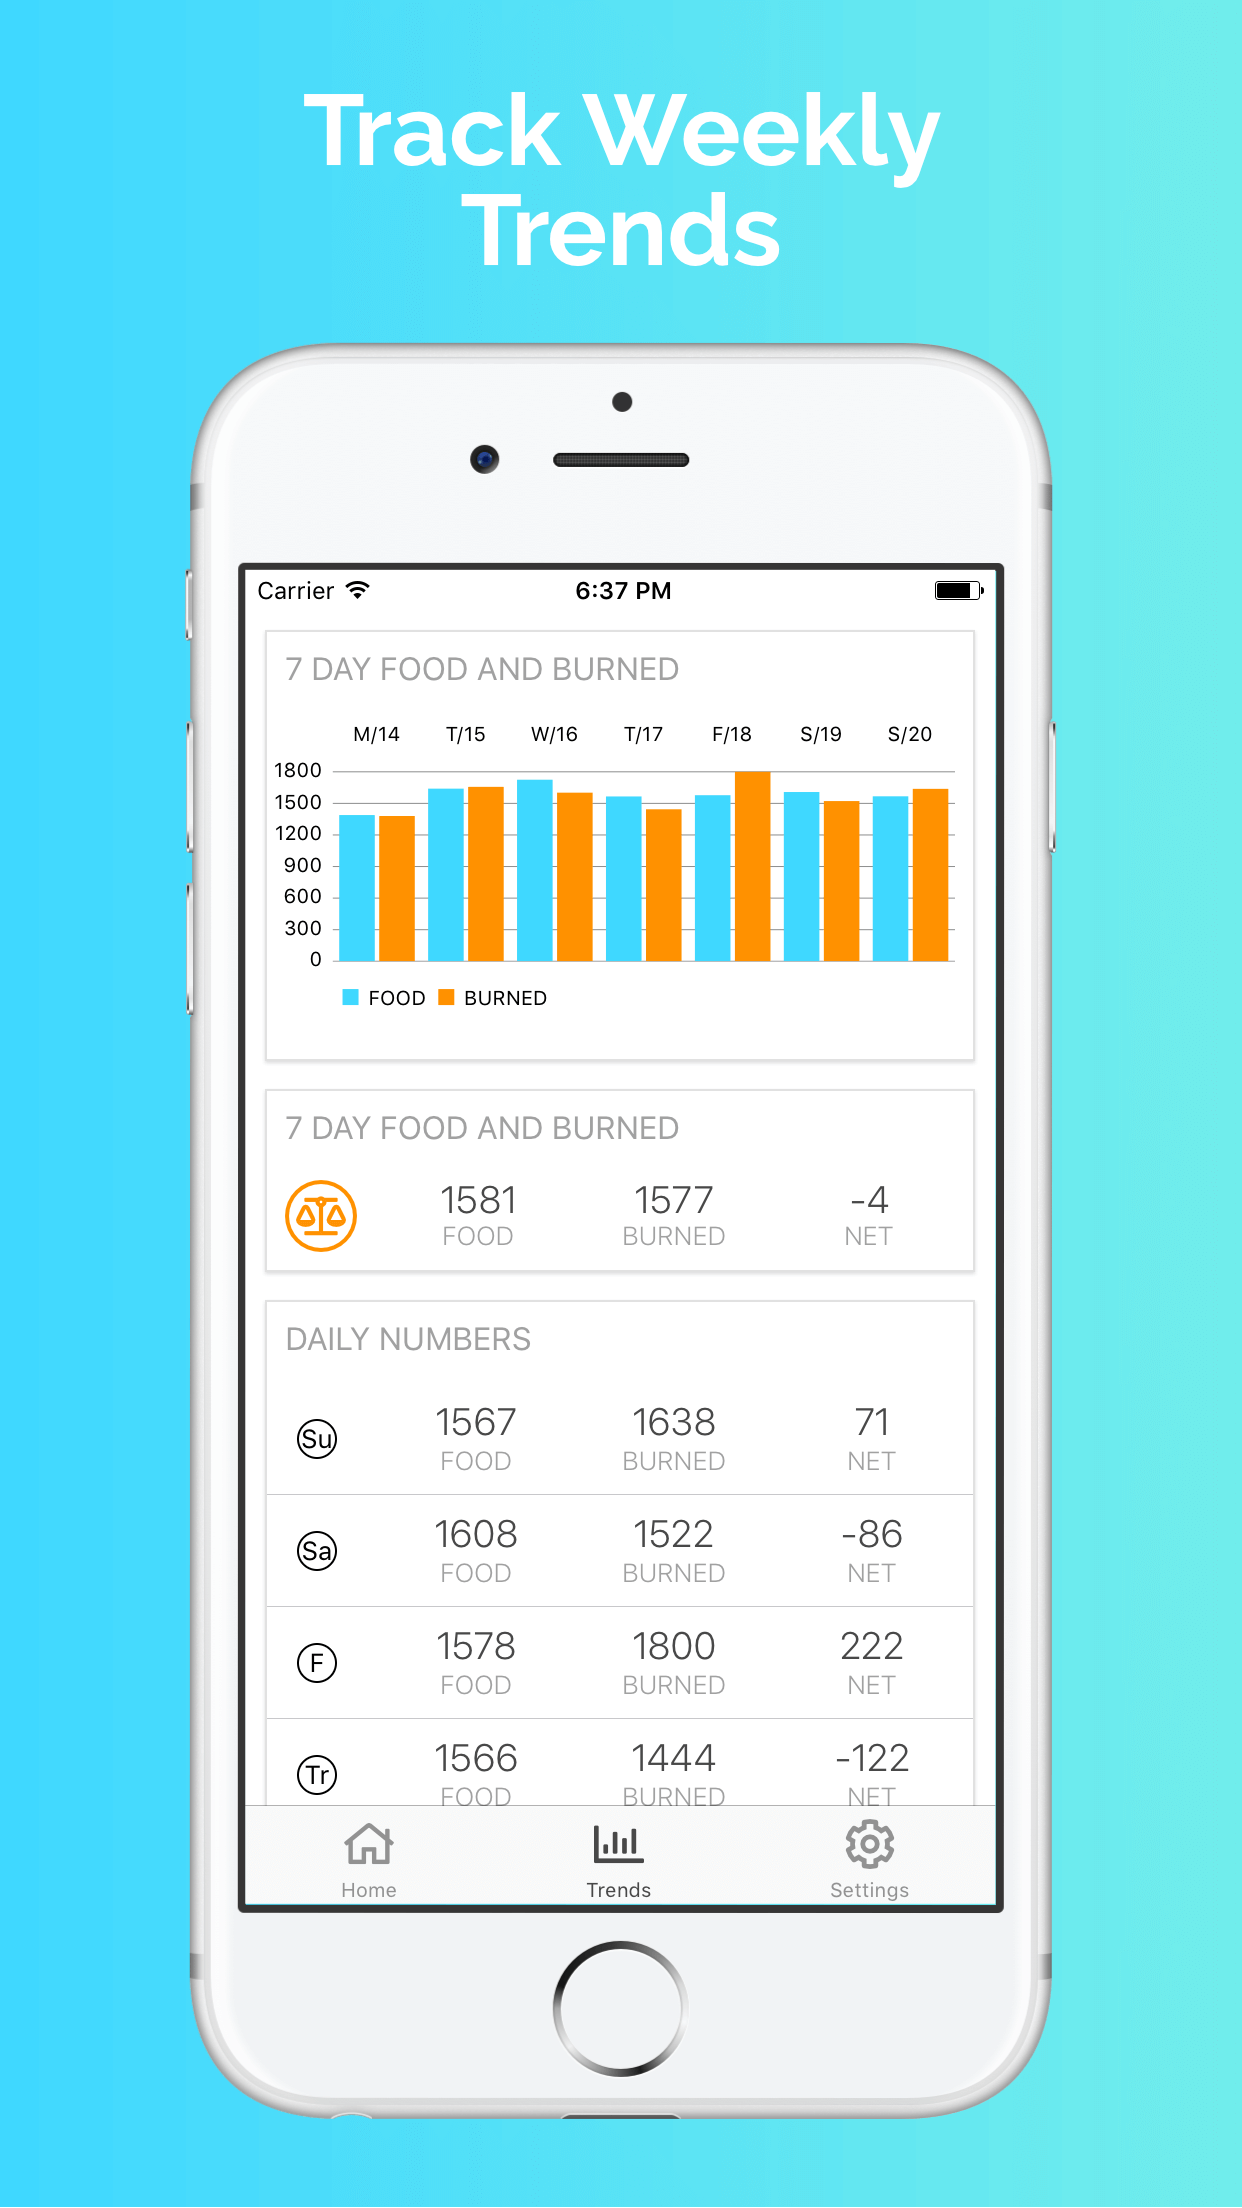 Track Weekly
Trends
Carrier 6:37 PM
7 DAY FOOD AND BURNED
M/14 T/15 W/16 T/17 F/18 S/19 S/20
1800
1500
1200
900
600
300
0
FOOD BURNED
7 DAY FOOD AND BURNED
1581 1577 -4
FOOD BURNED NET
DAILY NUMBERS
Su 1567 1638 71
FOOD BURNED NET
Sa 1608 1522 -86
FOOD BURNED NET
F 1578 1800 222
FOOD BURNED NET
Tr 1566 1444 -122
FOOD BURNED NET
Home Trends Settings